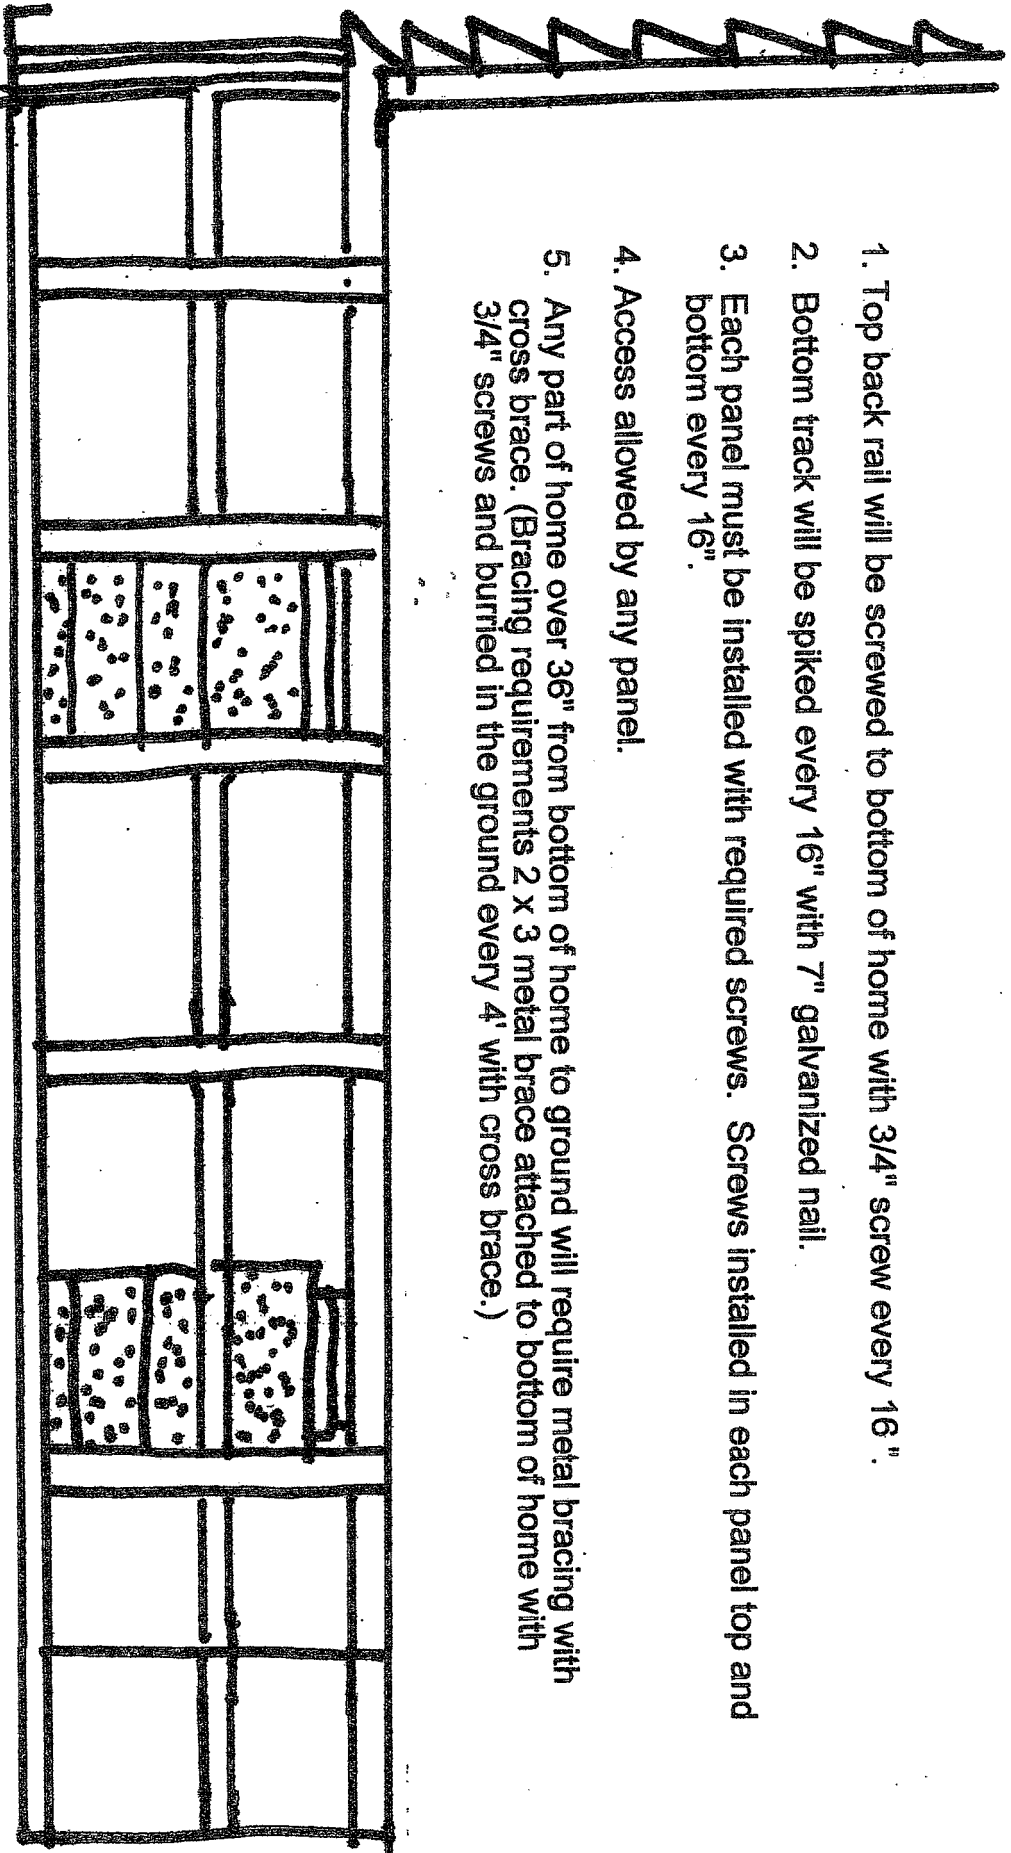 1. Top back rail will be screwed to bottom of home with 3/4" screw every 16".
2. Bottom track will be spiked every 16" with 7" galvanized nail.
3. Each panel must be installed with required screws. Screws installed in each panel top and
bottom every 16".
4. Access allowed by any panel.
5. Any part of home over 36" from bottom of home to ground will require metal bracing with
cross brace. (Bracing requirements 2 x 3 metal brace attached to bottom of home with
3/4" screws and burried in the ground every 4' with cross brace.)